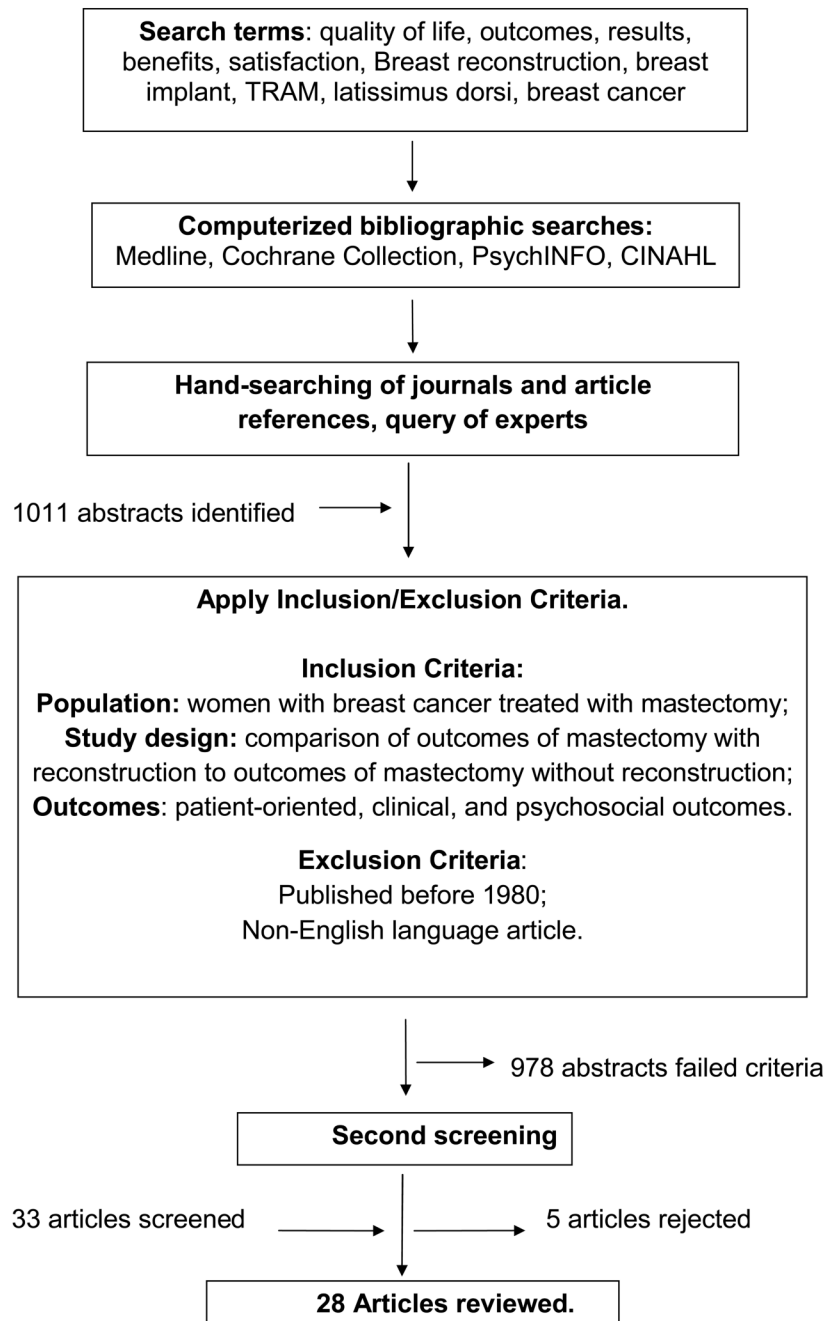 Search terms: quality of life, outcomes, results,
benefits, satisfaction, Breast reconstruction, breast
implant, TRAM, latissimus dorsi, breast cancer
Computerized bibliographic searches:
Medline, Cochrane Collection, PsychINFO, CINAHL
Hand-searching of journals and article
references, query of experts
1011 abstracts identified
Apply Inclusion/Exclusion Criteria.
Inclusion Criteria:
Population: women with breast cancer treated with mastectomy;
Study design: comparison of outcomes of mastectomy with
reconstruction to outcomes of mastectomy without reconstruction;
Outcomes: patient-oriented, clinical, and psychosocial outcomes.
Exclusion Criteria:
Published before 1980;
Non-English language article.
978 abstracts failed criteria
Second screening
33 articles screened
5 articles rejected
28 Articles reviewed.